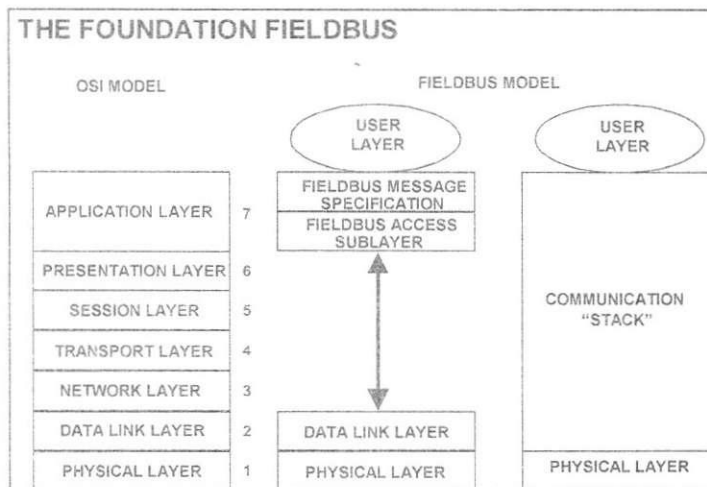 THE FOUNDATION FIELDBUS
OSI MODEL
FIELDBUS MODEL
USER
LAYER
USER
LAYER
APPLICATION LAYER
7
FIELDBUS MESSAGE
SPECIFICATION
FIELDBUS ACCESS
SUBLAYER
PRESENTATION LAYER
6
SESSION LAYER
5
COMMUNICATION
“STACK”
TRANSPORT LAYER
4
NETWORK LAYER
3
DATA LINK LAYER
2
DATA LINK LAYER
PHYSICAL LAYER
1
PHYSICAL LAYER
PHYSICAL LAYER